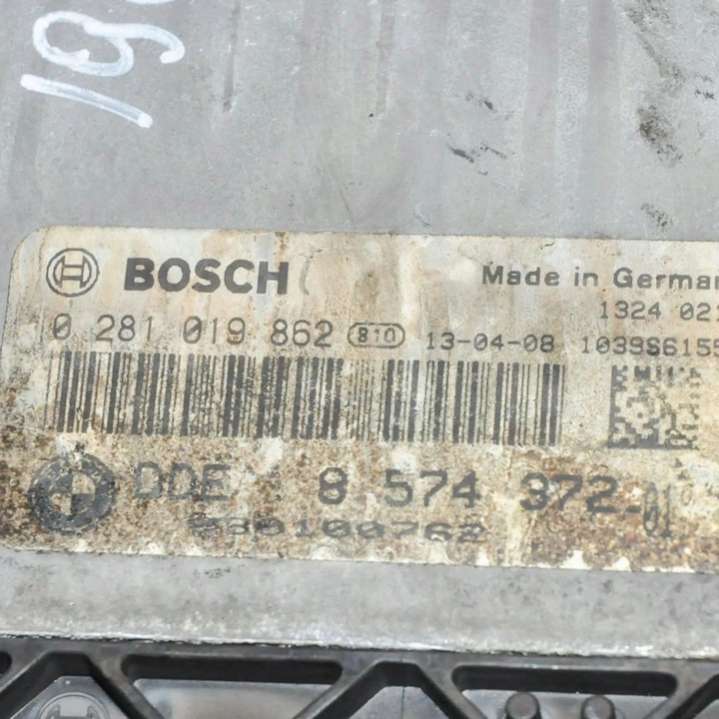 BOSCH Made in German
1324 021
0 281 019 862 810 13-04-08 1039S6155
DDE 8 574 372-01